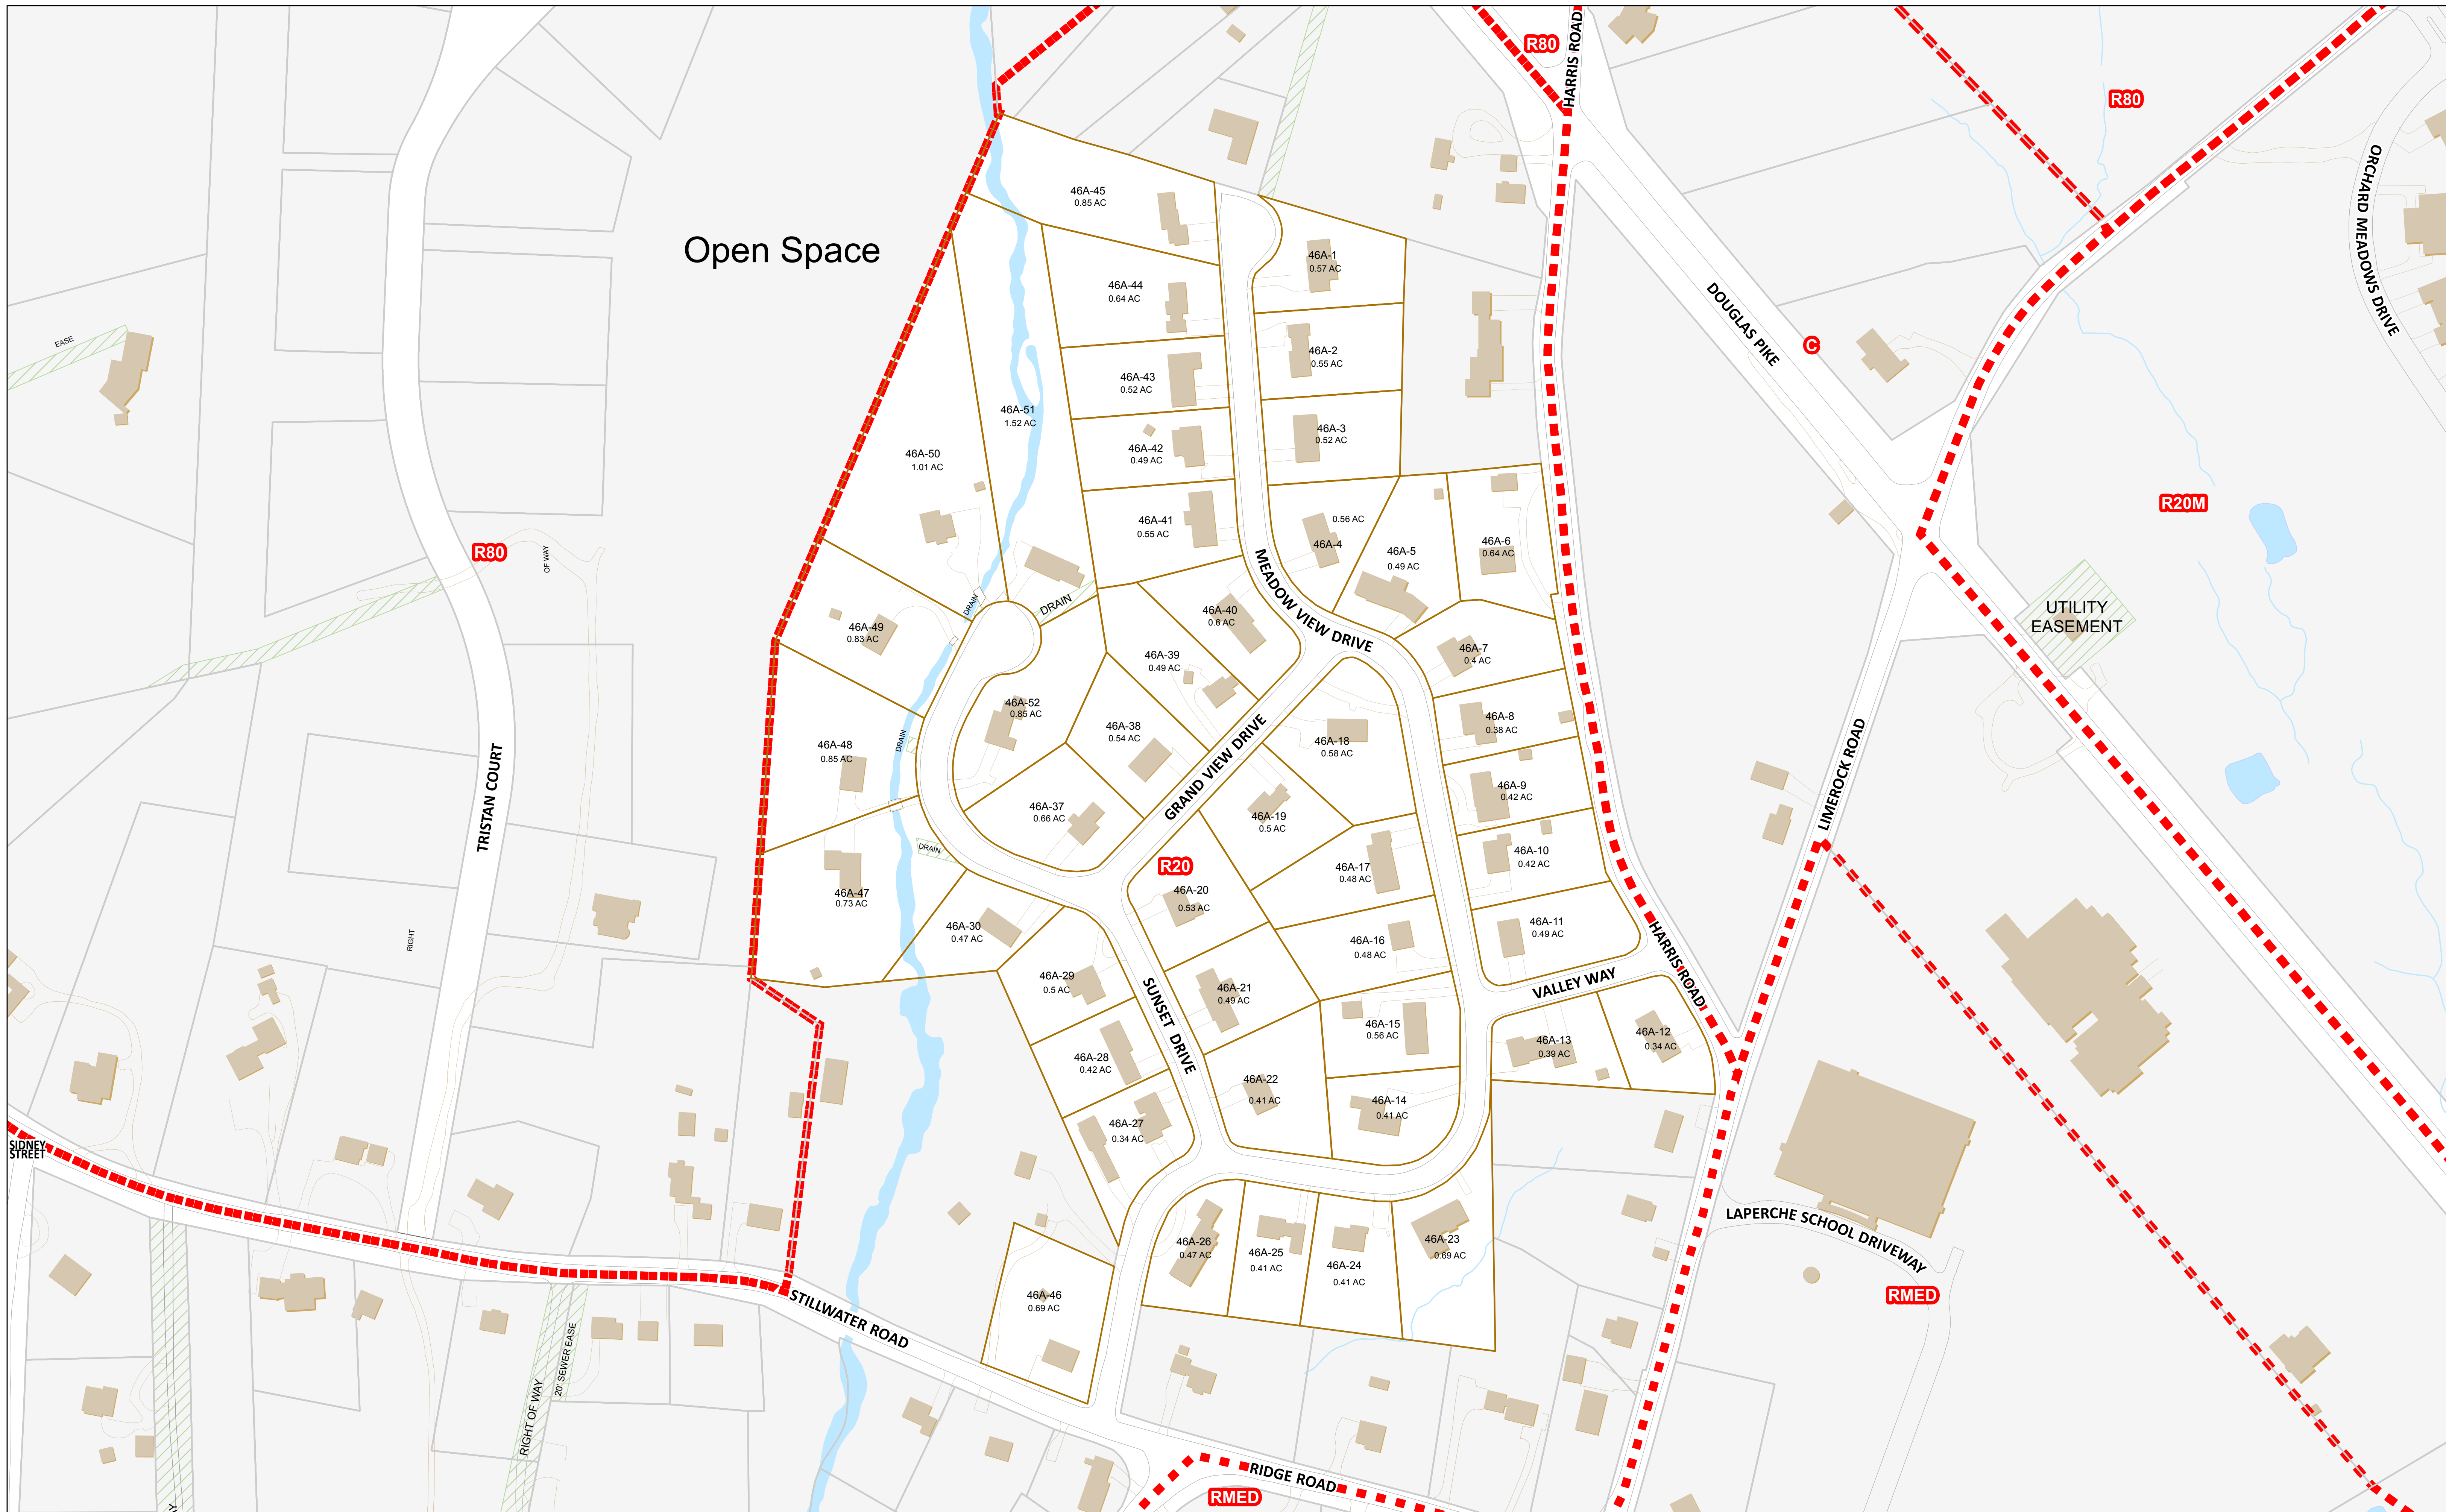 R80
HARRIS ROAD
R80
ORCHARD MEADOWS DRIVE
46A-45
0.85 AC
Open Space
46A-1
0.57 AC
46A-44
0.64 AC
DOUGLAS PIKE
C
EASE
46A-2
0.55 AC
46A-43
0.52 AC
46A-51
1.52 AC
46A-3
0.52 AC
46A-42
0.49 AC
46A-50
1.01 AC
R20M
46A-41
0.55 AC
0.56 AC
46A-4
46A-5
0.49 AC
46A-6
0.64 AC
R80
OF WAY
MEADOW VIEW DRIVE
DRAIN
DRAIN
46A-40
0.6 AC
UTILITY
EASEMENT
46A-49
0.83 AC
46A-39
0.49 AC
46A-7
0.4 AC
46A-52
0.85 AC
46A-38
0.54 AC
46A-8
0.38 AC
DRAIN
46A-48
0.85 AC
46A-18
0.58 AC
GRAND VIEW DRIVE
TRISTAN COURT
LIMEROCK ROAD
46A-9
0.42 AC
46A-37
0.66 AC
46A-19
0.5 AC
DRAIN
46A-10
0.42 AC
R20
46A-17
0.48 AC
46A-47
0.73 AC
46A-20
0.53 AC
46A-30
0.47 AC
46A-11
0.49 AC
RIGHT
46A-16
0.48 AC
HARRIS ROAD
46A-29
0.5 AC
VALLEY WAY
46A-21
0.49 AC
SUNSET DRIVE
46A-15
0.56 AC
46A-12
0.34 AC
46A-13
0.39 AC
46A-28
0.42 AC
46A-22
0.41 AC
46A-14
0.41 AC
46A-27
0.34 AC
SIDNEY
STREET
LAPERCHE SCHOOL DRIVEWAY
46A-26
0.47 AC
46A-25
0.41 AC
46A-24
0.41 AC
46A-23
0.69 AC
46A-46
0.69 AC
RMED
STILLWATER ROAD
20' SEWER EASE
RIGHT OF WAY
RIDGE ROAD
RMED